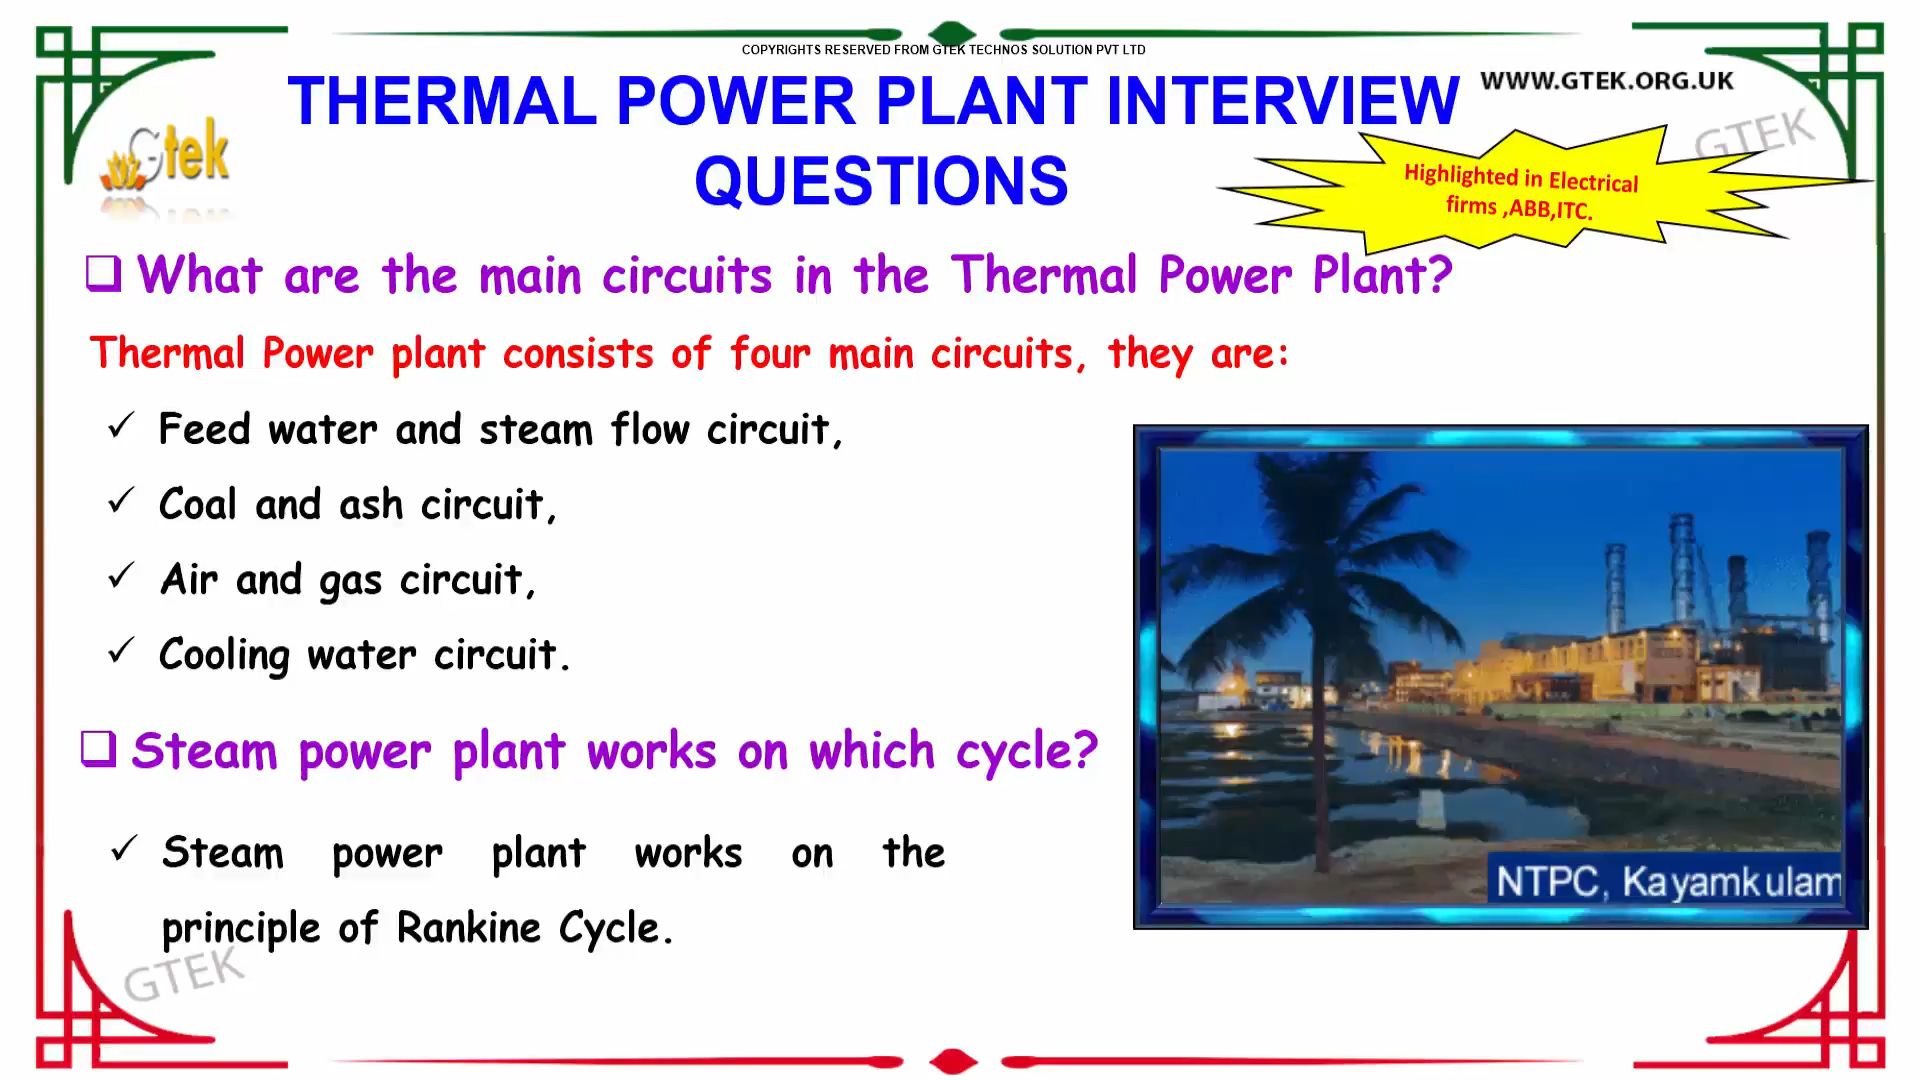 COPYRIGHTS RESERVED FROM GTEK TECHNOS SOLUTION PVT LTD
WWW.GTEK.ORG.UK
THERMAL POWER PLANT INTERVIEW
QUESTIONS
Gtek
GTEK
Highlighted in Electrical
firms ,ABB,ITC.
What are the main circuits in the Thermal Power Plant?
Thermal Power plant consists of four main circuits, they are:
Feed water and steam flow circuit,
Coal and ash circuit,
Air and gas circuit,
Cooling water circuit.
Steam power plant works on which cycle?
Steam power plant works on the
principle of Rankine Cycle.
NTPC, Kayamkulam
GTEK